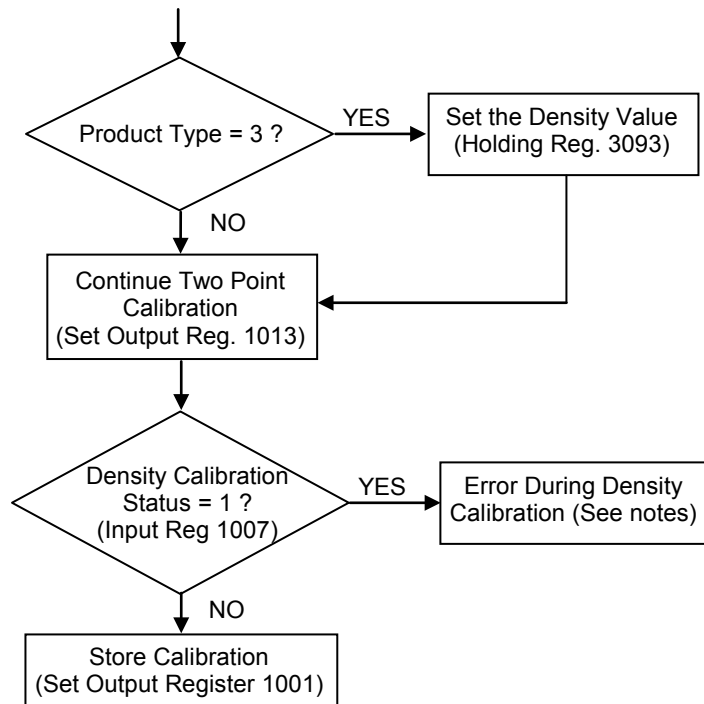 Product Type = 3 ?
YES
Set the Density Value
(Holding Reg. 3093)
NO
Continue Two Point
Calibration
(Set Output Reg. 1013)
Density Calibration
Status = 1 ?
(Input Reg 1007)
YES
Error During Density
Calibration (See notes)
NO
Store Calibration
(Set Output Register 1001)